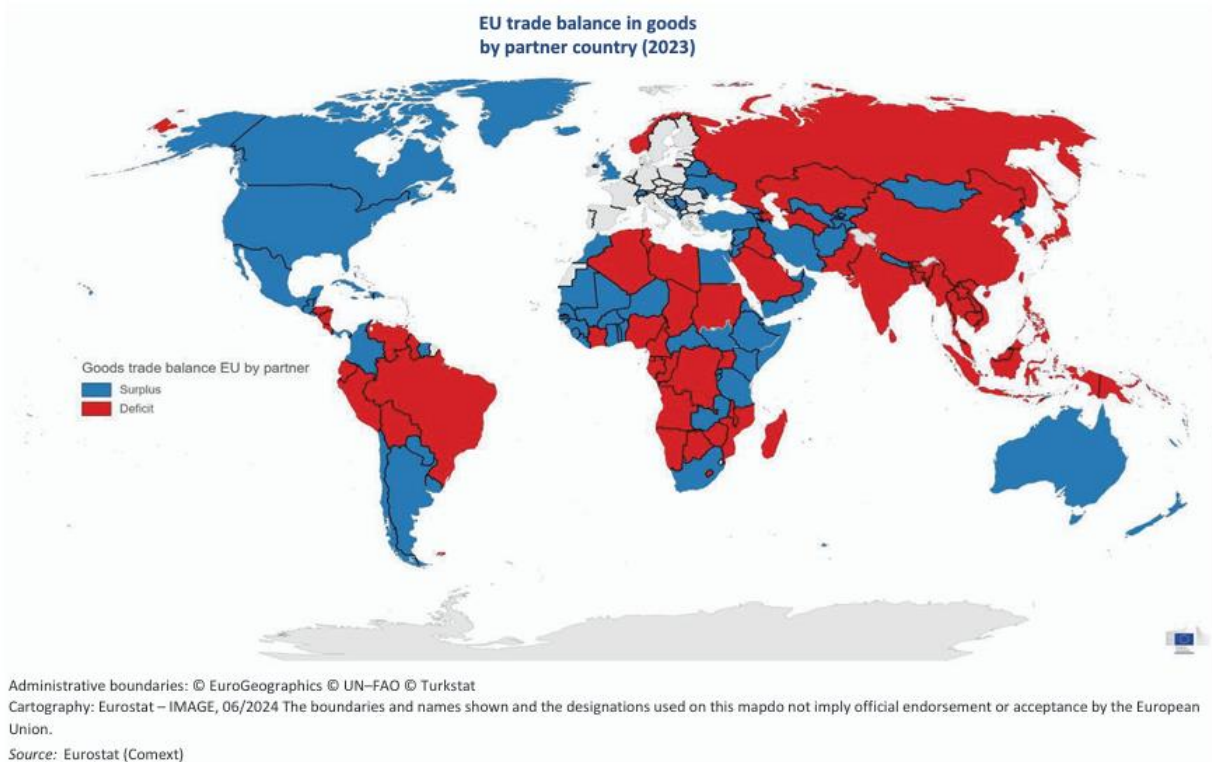 EU trade balance in goods
by partner country (2023)
Goods trade balance EU by partner
Surplus
Deficit
Administrative boundaries: © EuroGeographics © UN–FAO © Turkstat
Cartography: Eurostat – IMAGE, 06/2024 The boundaries and names shown and the designations used on this mapdo not imply official endorsement or acceptance by the European
Union.
Source: Eurostat (Comext)